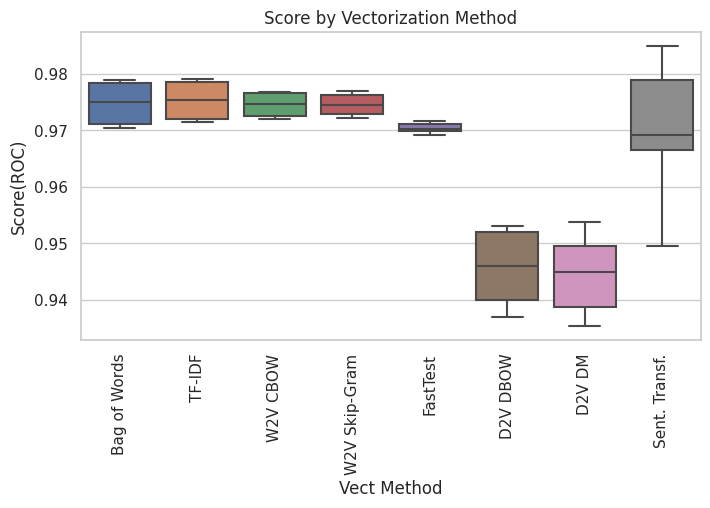 Score by Vectorization Method
Score(ROC)
0.98
0.97
0.96
0.95
0.94
Bag of Words
TF-IDF
W2V CBOW
W2V Skip-Gram
FastTest
D2V DBOW
D2V DM
Sent. Transf.
Vect Method